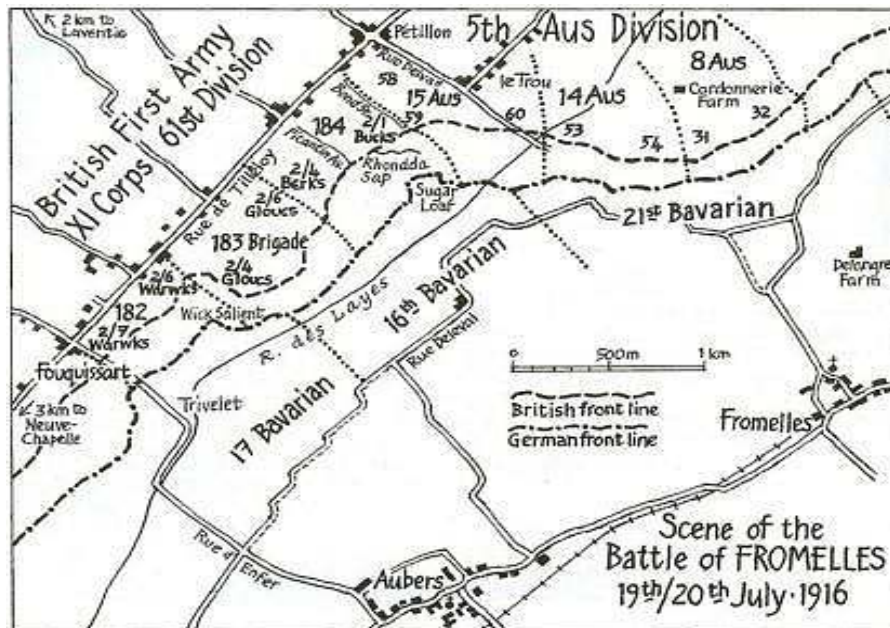 2 km to
Laventie
British First Army
XI Corps 61st Division
5th Aus Division
Pétillon
Rue Delval
58
15 Aus
le Trou
8 Aus
Cardonnerie
Farm
14 Aus
32
31
54
53
60
59
184
2/1
Bucks
Rhondda
Sap
2/4
Berks
2/6
Gloucs
Rue de Tilleloy
Sugar
Loaf
183 Brigade
2/4
Gloucs
21st Bavarian
2/6
Warwks
Wick Salient
182
2/7
Warwks
Fouquissart
R. des Layes
16th Bavarian
Rue Deleval
Delangre
Farm
3 km to
Neuve-
Chapelle
Trivelet
17 Bavarian
0 500m 1 km
British front line
German front line
Fromelles
Rue d'Enfer
Aubers
Scene of the
Battle of FROMELLES
19th/20th July·1916